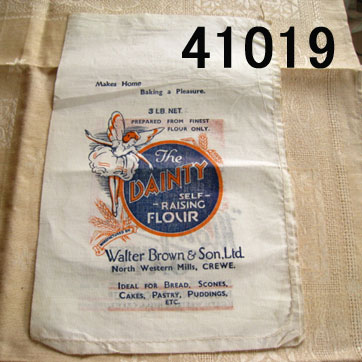 41019
Makes Home
Baking a Pleasure.
3 LB. NET.
PREPARED FROM FINEST
FLOUR ONLY.
The
DAINTY
SELF-
RAISING
FLOUR
Walter Brown & Son, Ltd.
North Western Mills, CREWE.
IDEAL FOR BREAD, SCONES,
CAKES, PASTRY, PUDDINGS,
ETC.